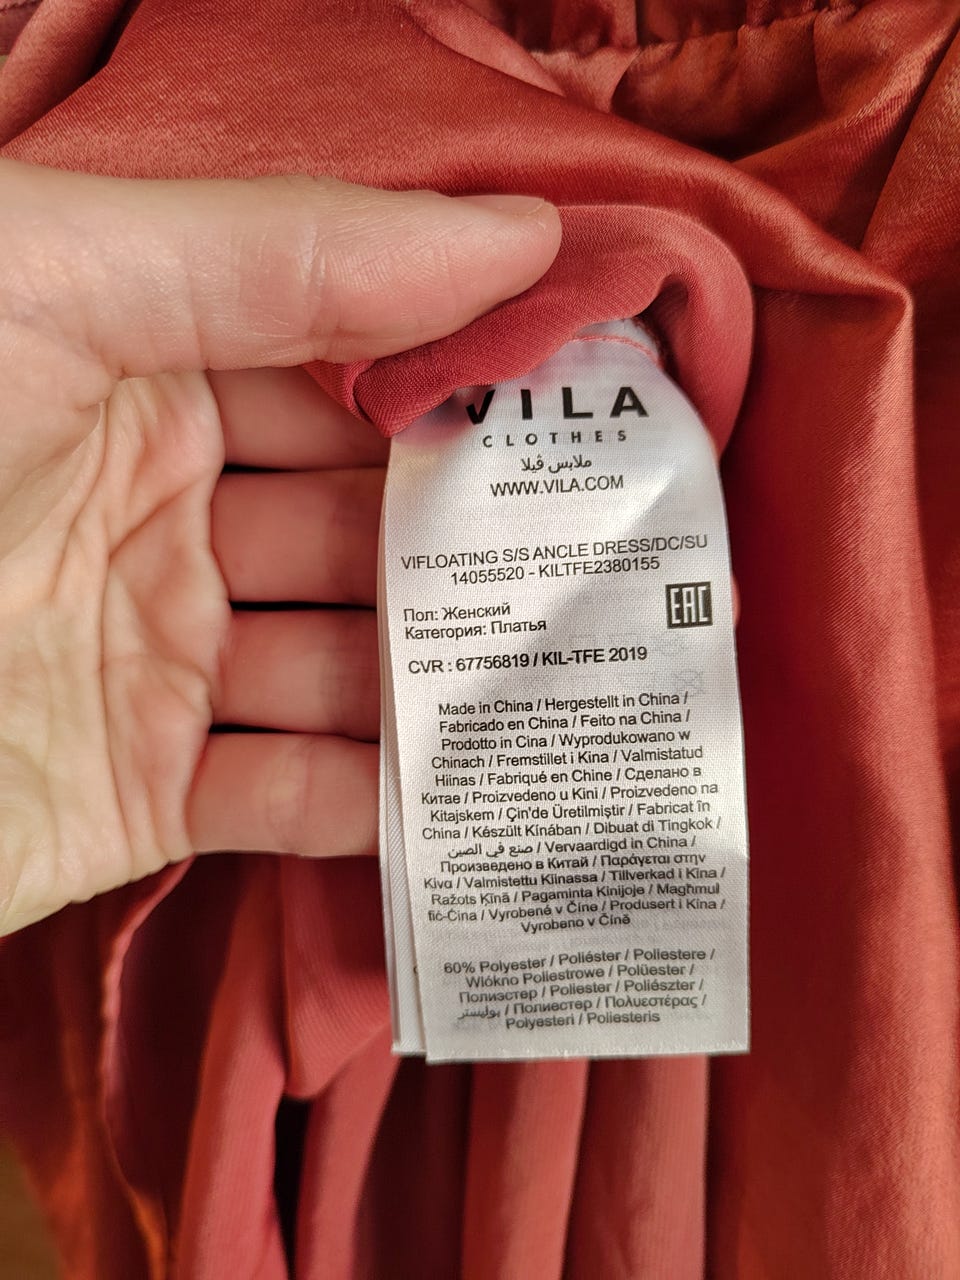 VILA
CLOTHES
ملابس ڤيلا
WWW.VILA.COM
VIFLOATING S/S ANCLE DRESS/DC/SU
14055520 - KILTFE2380155
Пол: Женский
Категория: Платья
EAC
CVR : 67756819 / KIL-TFE 2019
Made in China / Hergestellt in China /
Fabricado en China / Feito na China /
Prodotto in Cina / Wyprodukowano w
Chinach / Fremstillet i Kina / Valmistatud
Hiinas / Fabriqué en Chine / Сделано в
Китае / Proizvedeno u Kini / Proizvedeno na
Kitajskem / Çin'de Üretilmiştir / Fabricat în
China / Készült Kínában / Dibuat di Tingkok /
صنع في الصين / Vervaardigd in China /
Произведено в Китай / Παράγεται στην
Κίνα / Valmistettu Kiinassa / Tillverkad i Kina /
Ražots Ķīnā / Pagaminta Kinijoje / Magħmul
fiċ-Ċina / Vyrobené v Číne / Produsert i Kina /
Vyrobeno v Číně
60% Polyester / Poliéster / Poliestere /
Włókno Poliestrowe / Polüester /
Полиэстер / Poliester / Poliészter /
بوليستر / Полиестер / Πολυεστέρας /
Polyesteri / Poliesteris